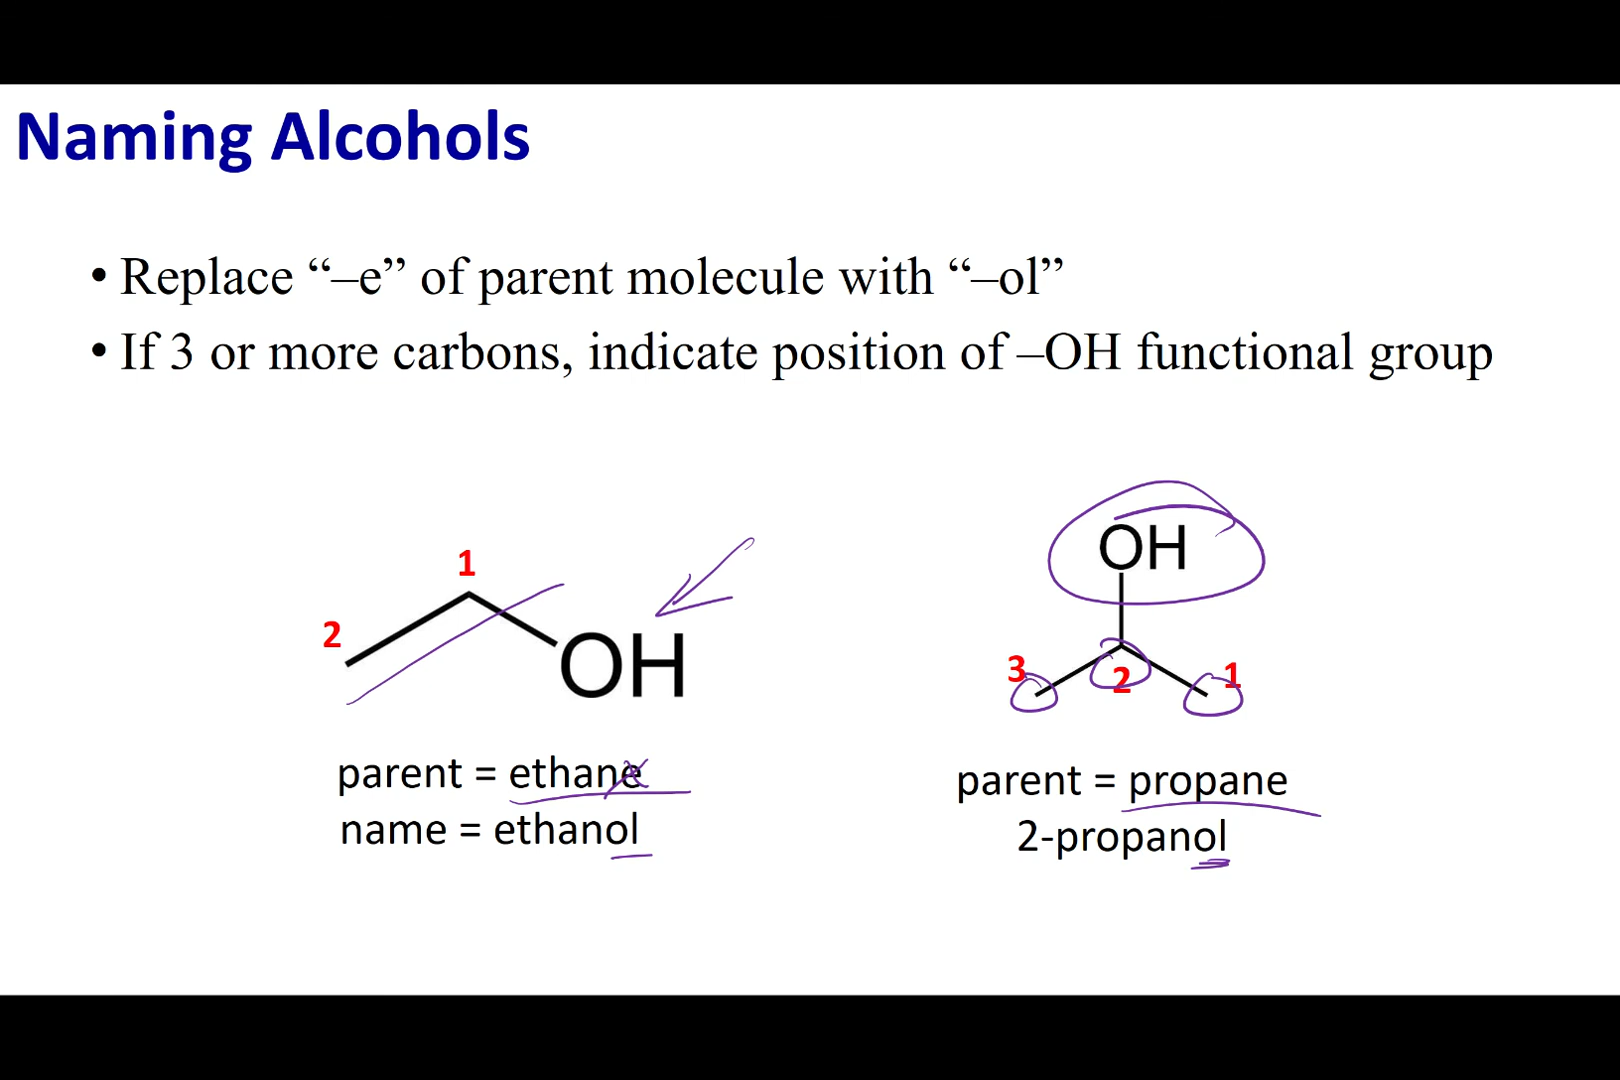 Naming Alcohols
• Replace “–e” of parent molecule with “–ol”
• If 3 or more carbons, indicate position of –OH functional group
1
2
OH
parent = ethane
name = ethanol
OH
3
2
1
parent = propane
2-propanol